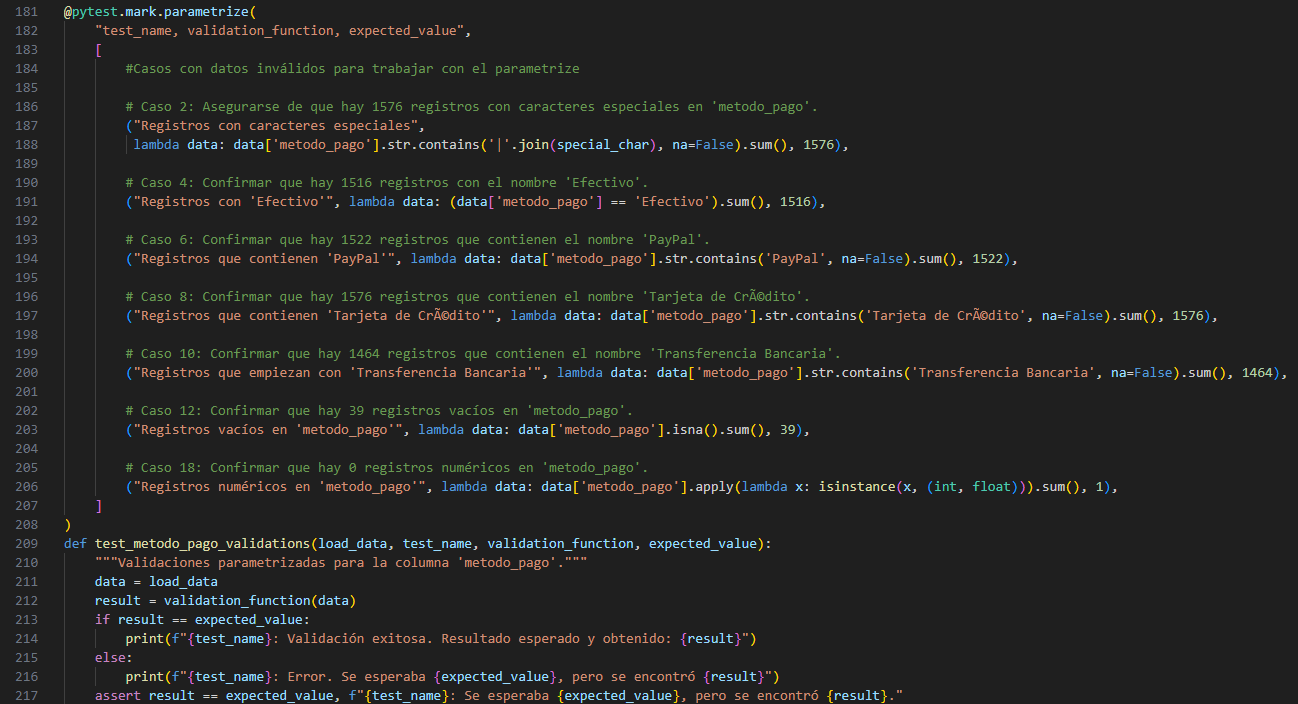 181 @pytest.mark.parametrize(
182     "test_name, validation_function, expected_value",
183     [
184         #Casos con datos inválidos para trabajar con el parametrize
185
186         # Caso 2: Asegurarse de que hay 1576 registros con caracteres especiales en 'metodo_pago'.
187         ("Registros con caracteres especiales",
188          lambda data: data['metodo_pago'].str.contains('|'.join(special_char), na=False).sum(), 1576),
189
190         # Caso 4: Confirmar que hay 1516 registros con el nombre 'Efectivo'.
191         ("Registros con 'Efectivo'", lambda data: (data['metodo_pago'] == 'Efectivo').sum(), 1516),
192
193         # Caso 6: Confirmar que hay 1522 registros que contienen el nombre 'PayPal'.
194         ("Registros que contienen 'PayPal'", lambda data: data['metodo_pago'].str.contains('PayPal', na=False).sum(), 1522),
195
196         # Caso 8: Confirmar que hay 1576 registros que contienen el nombre 'Tarjeta de CrÃ©dito'.
197         ("Registros que contienen 'Tarjeta de CrÃ©dito'", lambda data: data['metodo_pago'].str.contains('Tarjeta de CrÃ©dito', na=False).sum(), 1576),
198
199         # Caso 10: Confirmar que hay 1464 registros que contienen el nombre 'Transferencia Bancaria'.
200         ("Registros que empiezan con 'Transferencia Bancaria'", lambda data: data['metodo_pago'].str.contains('Transferencia Bancaria', na=False).sum(), 1464),
201
202         # Caso 12: Confirmar que hay 39 registros vacíos en 'metodo_pago'.
203         ("Registros vacíos en 'metodo_pago'", lambda data: data['metodo_pago'].isna().sum(), 39),
204
205         # Caso 18: Confirmar que hay 0 registros numéricos en 'metodo_pago'.
206         ("Registros numéricos en 'metodo_pago'", lambda data: data['metodo_pago'].apply(lambda x: isinstance(x, (int, float))).sum(), 1),
207     ]
208 )
209 def test_metodo_pago_validations(load_data, test_name, validation_function, expected_value):
210     """Validaciones parametrizadas para la columna 'metodo_pago'."""
211     data = load_data
212     result = validation_function(data)
213     if result == expected_value:
214         print(f"{test_name}: Validación exitosa. Resultado esperado y obtenido: {result}")
215     else:
216         print(f"{test_name}: Error. Se esperaba {expected_value}, pero se encontró {result}")
217     assert result == expected_value, f"{test_name}: Se esperaba {expected_value}, pero se encontró {result}."